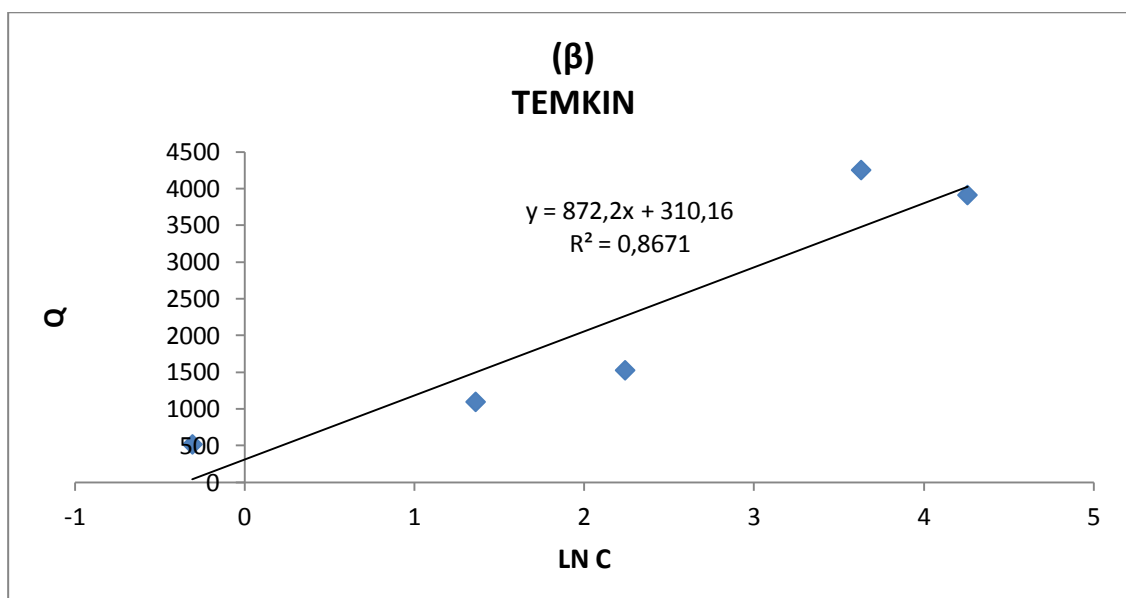 (β)
TEMKIN
4500
4000
3500
3000
2500
2000
1500
1000
500
0
y = 872,2x + 310,16
R² = 0,8671
Q
-1 0 1 2 3 4 5
LN C